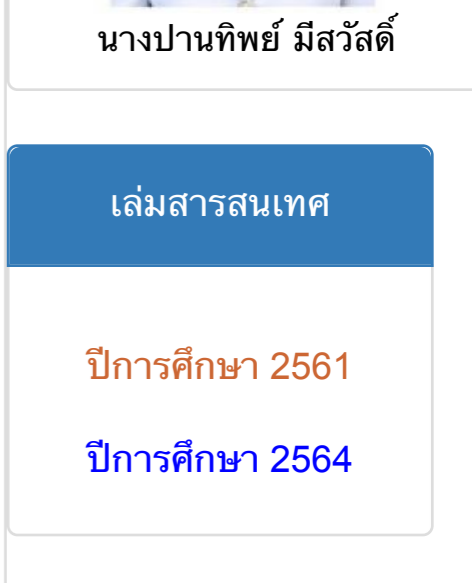 นางปานทิพย์ มีสวัสดิ์
เล่มสารสนเทศ
ปีการศึกษา 2561
ปีการศึกษา 2564